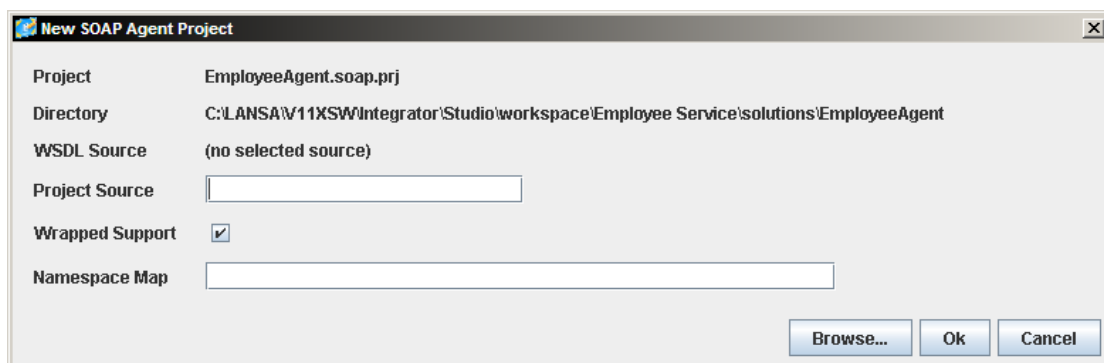 New SOAP Agent Project
Project EmployeeAgent.soap.prj
Directory C:\LANSA\V11XSW\Integrator\Studio\workspace\Employee Service\solutions\EmployeeAgent
WSDL Source (no selected source)
Project Source
Wrapped Support
Namespace Map
Browse... Ok Cancel